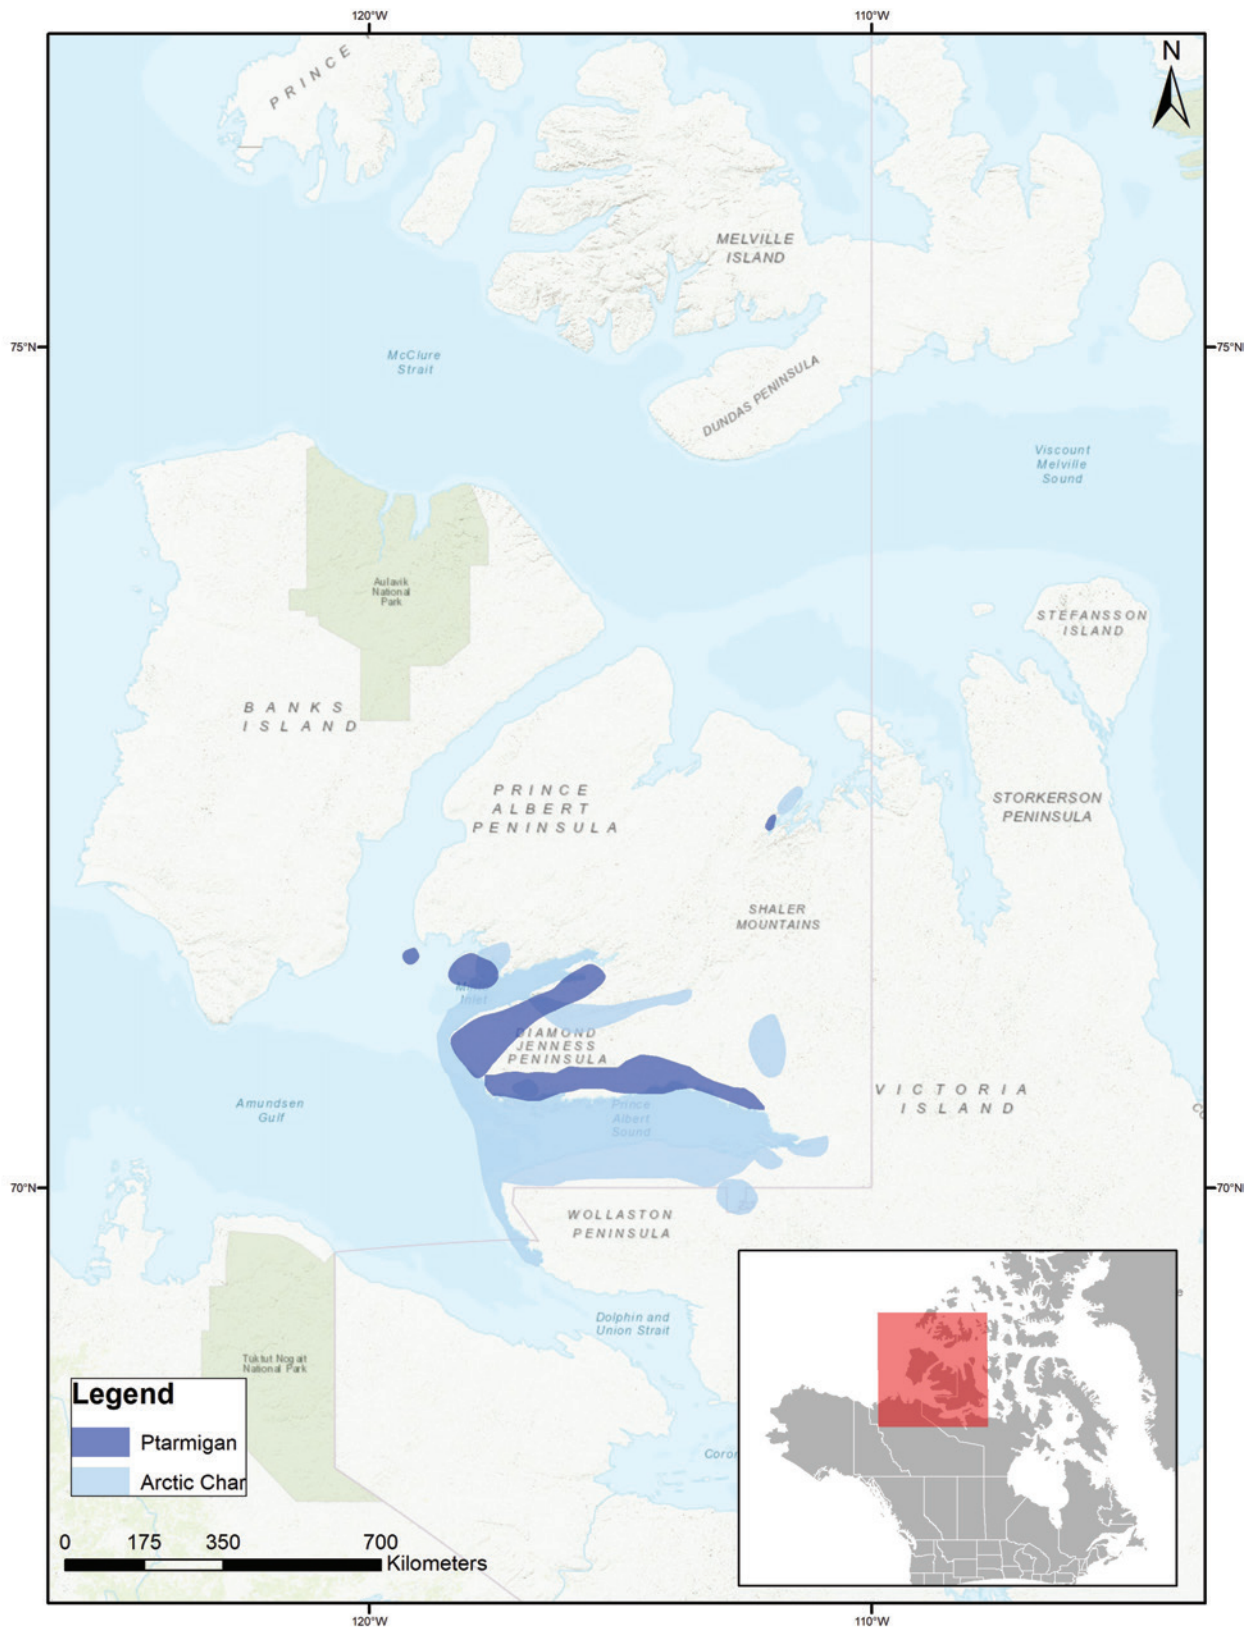 120°W
110°W
N
PRINCE
MELVILLE
ISLAND
75°N
75°N
McClure
Strait
DUNDAS PENINSULA
Viscount
Melville
Sound
Aulavik
National
Park
STEFANSSON
ISLAND
BANKS
ISLAND
PRINCE
ALBERT
PENINSULA
STORKERSON
PENINSULA
SHALER
MOUNTAINS
Inlet
DIAMOND
JENNESS
PENINSULA
VICTORIA
ISLAND
Amundsen
Gulf
Prince
Albert
Sound
70°N
70°N
WOLLASTON
PENINSULA
Dolphin and
Union Strait
Tuktut Nogait
National Park
Legend
Ptarmigan
Arctic Char
Coron
0 175 350 700
Kilometers
120°W
110°W